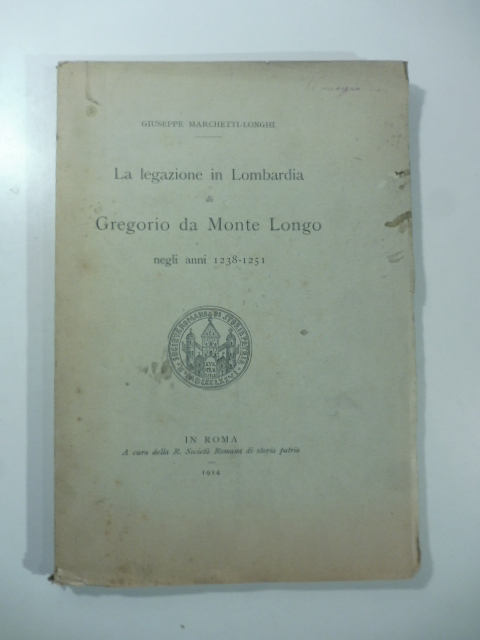 GIUSEPPE MARCHETTI-LONGHI
La legazione in Lombardia
di
Gregorio da Monte Longo
negli anni 1238-1251
IN ROMA
A cura della R. Società Romana di storia patria